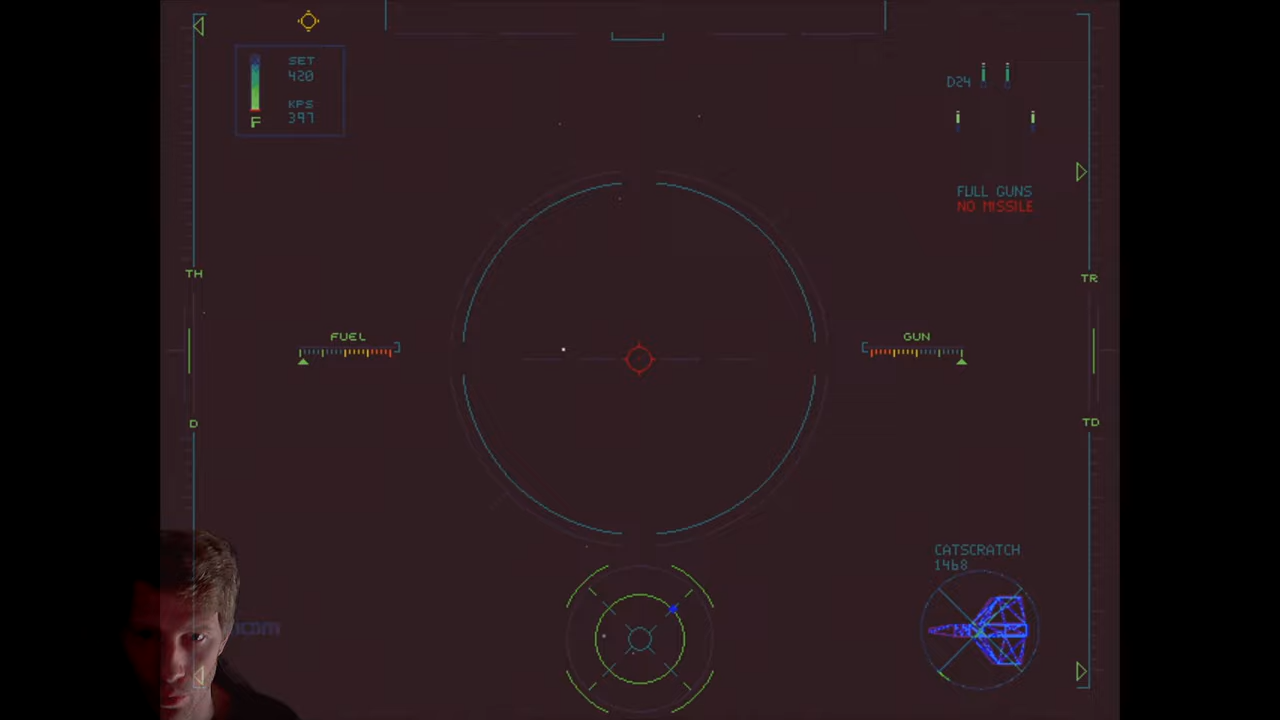 SET
420
KPS
397
F
D24
FULL GUNS
NO MISSILE
TH
TR
FUEL
GUN
D
TD
CATSCRATCH
1468